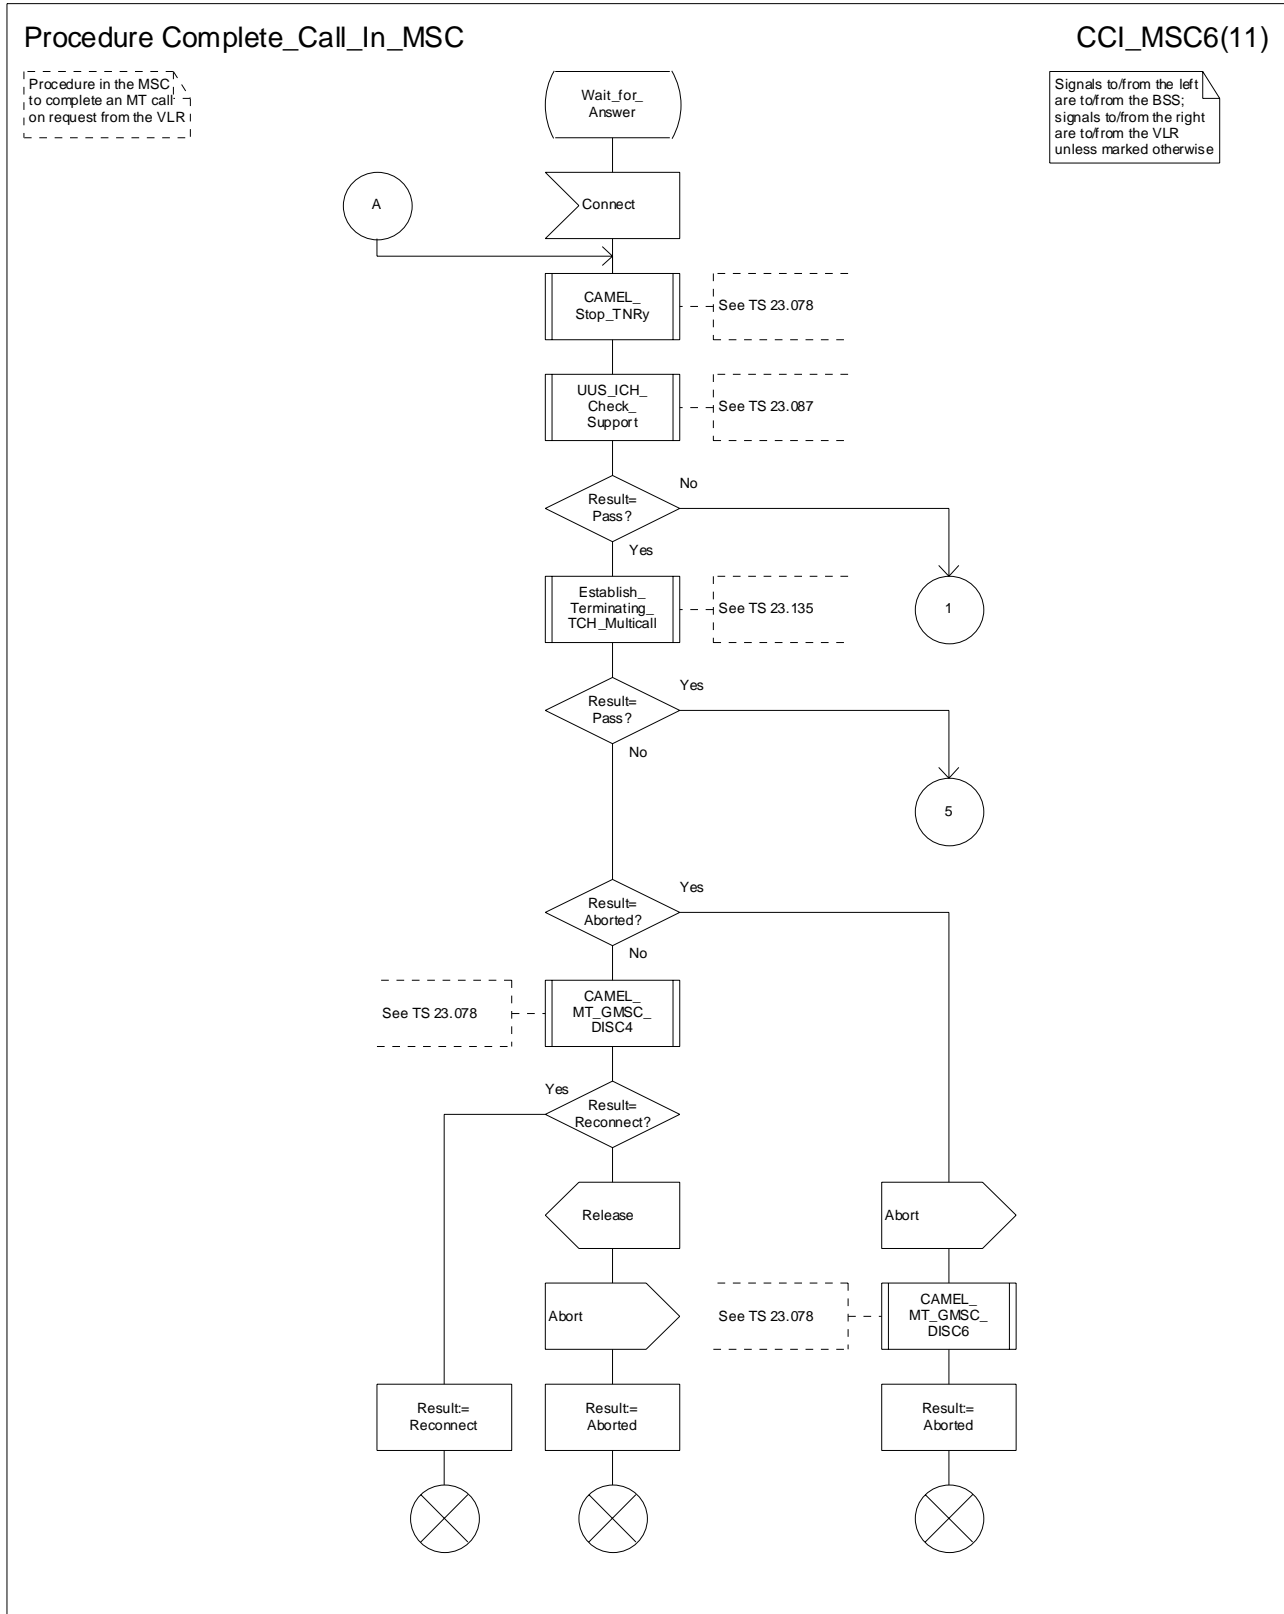 Procedure Complete_Call_In_MSC
CCI_MSC6(11)
Procedure in the MSC
to complete an MT call
on request from the VLR
Signals to/from the left
are to/from the BSS;
signals to/from the right
are to/from the VLR
unless marked otherwise
Wait_for_
Answer
A
Connect
CAMEL_
Stop_TNRy
See TS 23.078
UUS_ICH_
Check_
Support
See TS 23.087
Result=
Pass?
No
Yes
Establish_
Terminating_
TCH_Multicall
See TS 23.135
1
Result=
Pass?
Yes
No
5
Result=
Aborted?
Yes
No
See TS 23.078
CAMEL_
MT_GMSC_
DISC4
Yes
Result=
Reconnect?
Release
Abort
Abort
See TS 23.078
CAMEL_
MT_GMSC_
DISC6
Result:=
Reconnect
Result:=
Aborted
Result:=
Aborted